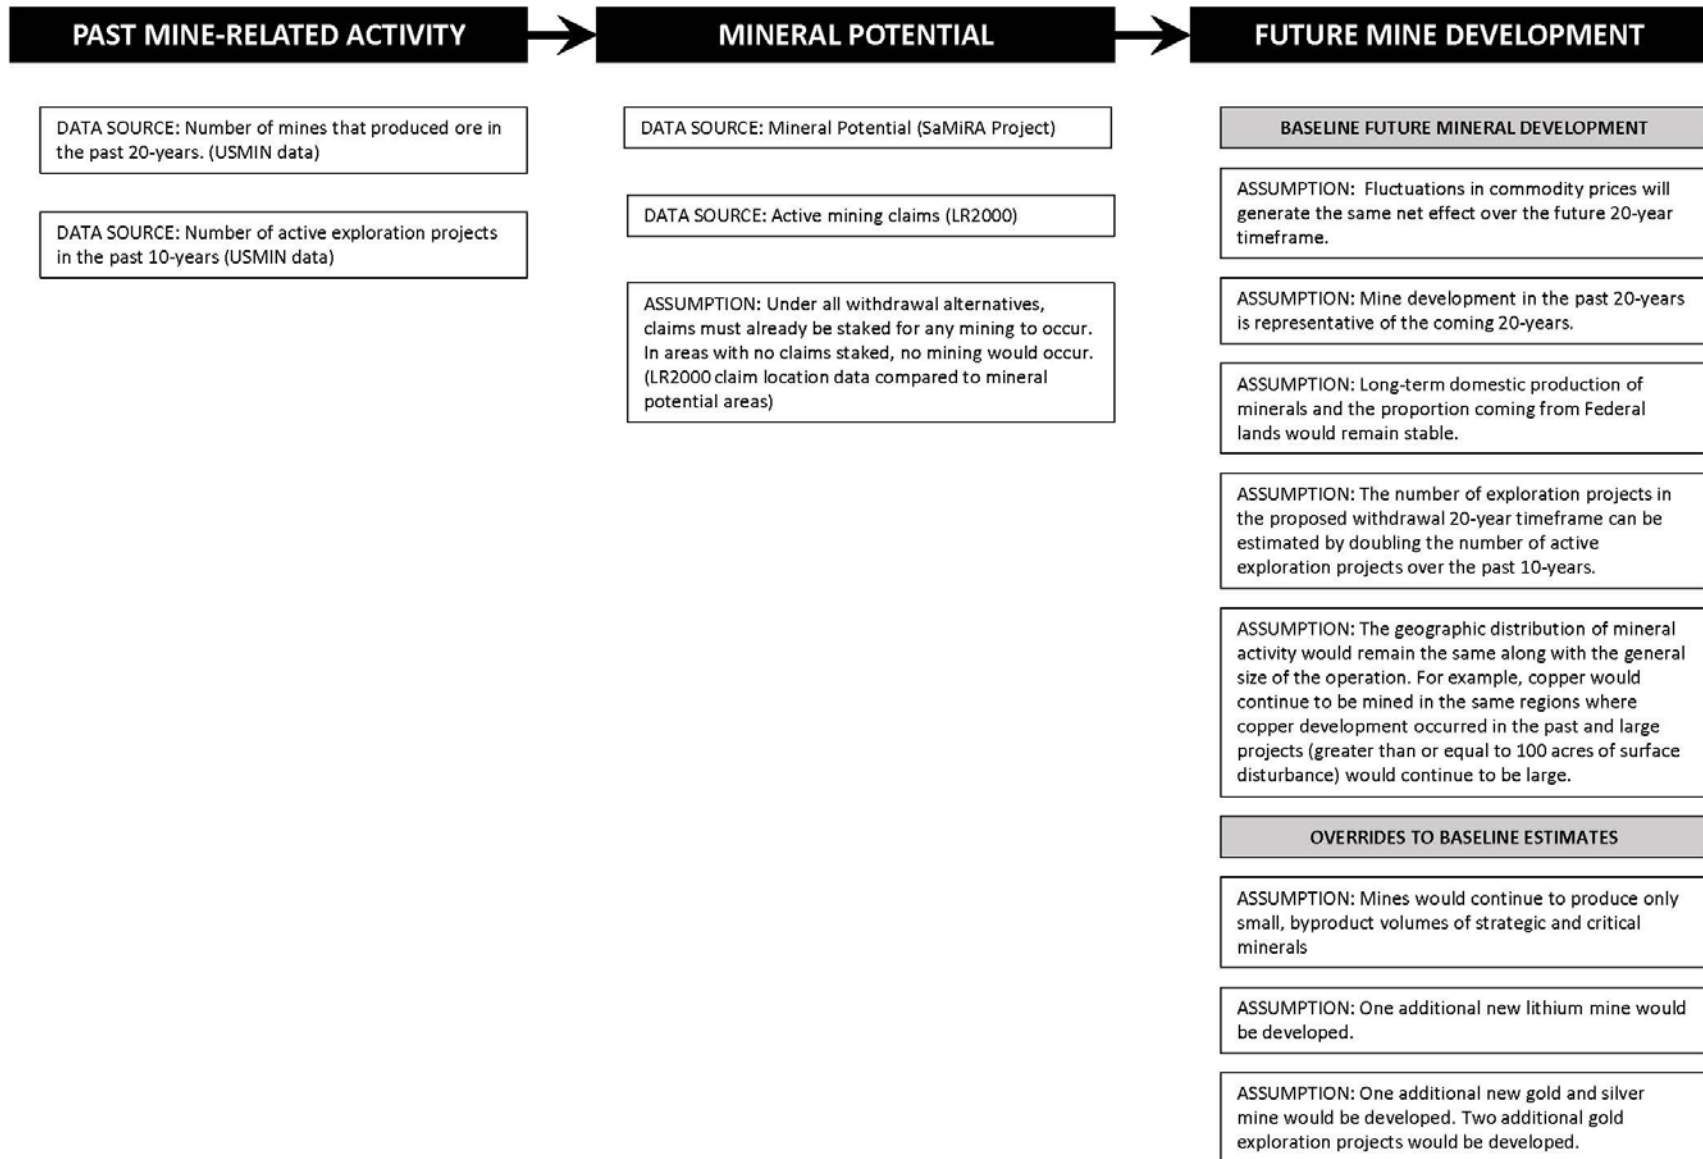 PAST MINE-RELATED ACTIVITY
MINERAL POTENTIAL
FUTURE MINE DEVELOPMENT
DATA SOURCE: Number of mines that produced ore in
the past 20-years. (USMIN data)
DATA SOURCE: Number of active exploration projects
in the past 10-years (USMIN data)
DATA SOURCE: Mineral Potential (SaMiRA Project)
DATA SOURCE: Active mining claims (LR2000)
ASSUMPTION: Under all withdrawal alternatives,
claims must already be staked for any mining to occur.
In areas with no claims staked, no mining would occur.
(LR2000 claim location data compared to mineral
potential areas)
BASELINE FUTURE MINERAL DEVELOPMENT
ASSUMPTION: Fluctuations in commodity prices will
generate the same net effect over the future 20-year
timeframe.
ASSUMPTION: Mine development in the past 20-years
is representative of the coming 20-years.
ASSUMPTION: Long-term domestic production of
minerals and the proportion coming from Federal
lands would remain stable.
ASSUMPTION: The number of exploration projects in
the proposed withdrawal 20-year timeframe can be
estimated by doubling the number of active
exploration projects over the past 10-years.
ASSUMPTION: The geographic distribution of mineral
activity would remain the same along with the general
size of the operation. For example, copper would
continue to be mined in the same regions where
copper development occurred in the past and large
projects (greater than or equal to 100 acres of surface
disturbance) would continue to be large.
OVERRIDES TO BASELINE ESTIMATES
ASSUMPTION: Mines would continue to produce only
small, byproduct volumes of strategic and critical
minerals
ASSUMPTION: One additional new lithium mine would
be developed.
ASSUMPTION: One additional new gold and silver
mine would be developed. Two additional gold
exploration projects would be developed.